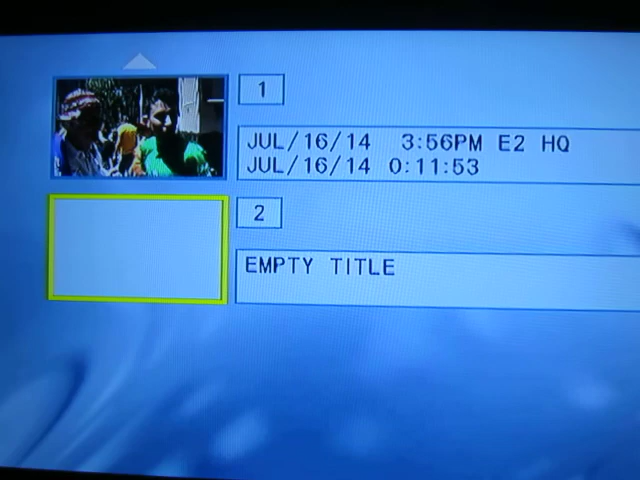 1
JUL/16/14 3:56PM E2 HQ
JUL/16/14 0:11:53
2
EMPTY TITLE